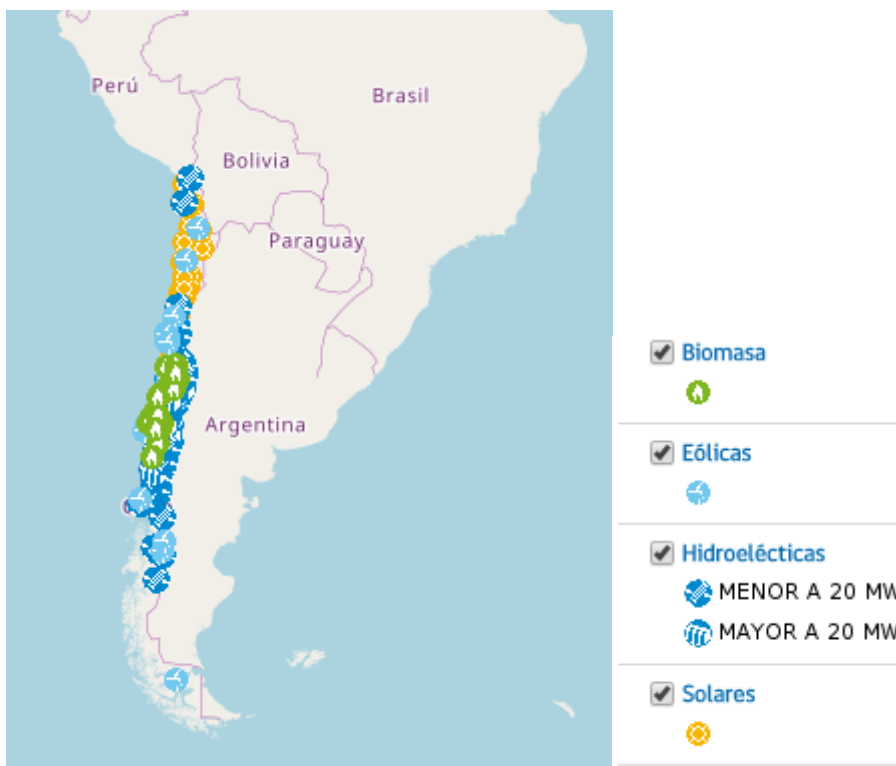 Perú
Brasil
Bolivia
Paraguay
Argentina
Biomasa
Eólicas
Hidroelécticas
MENOR A 20 MW
MAYOR A 20 MW
Solares